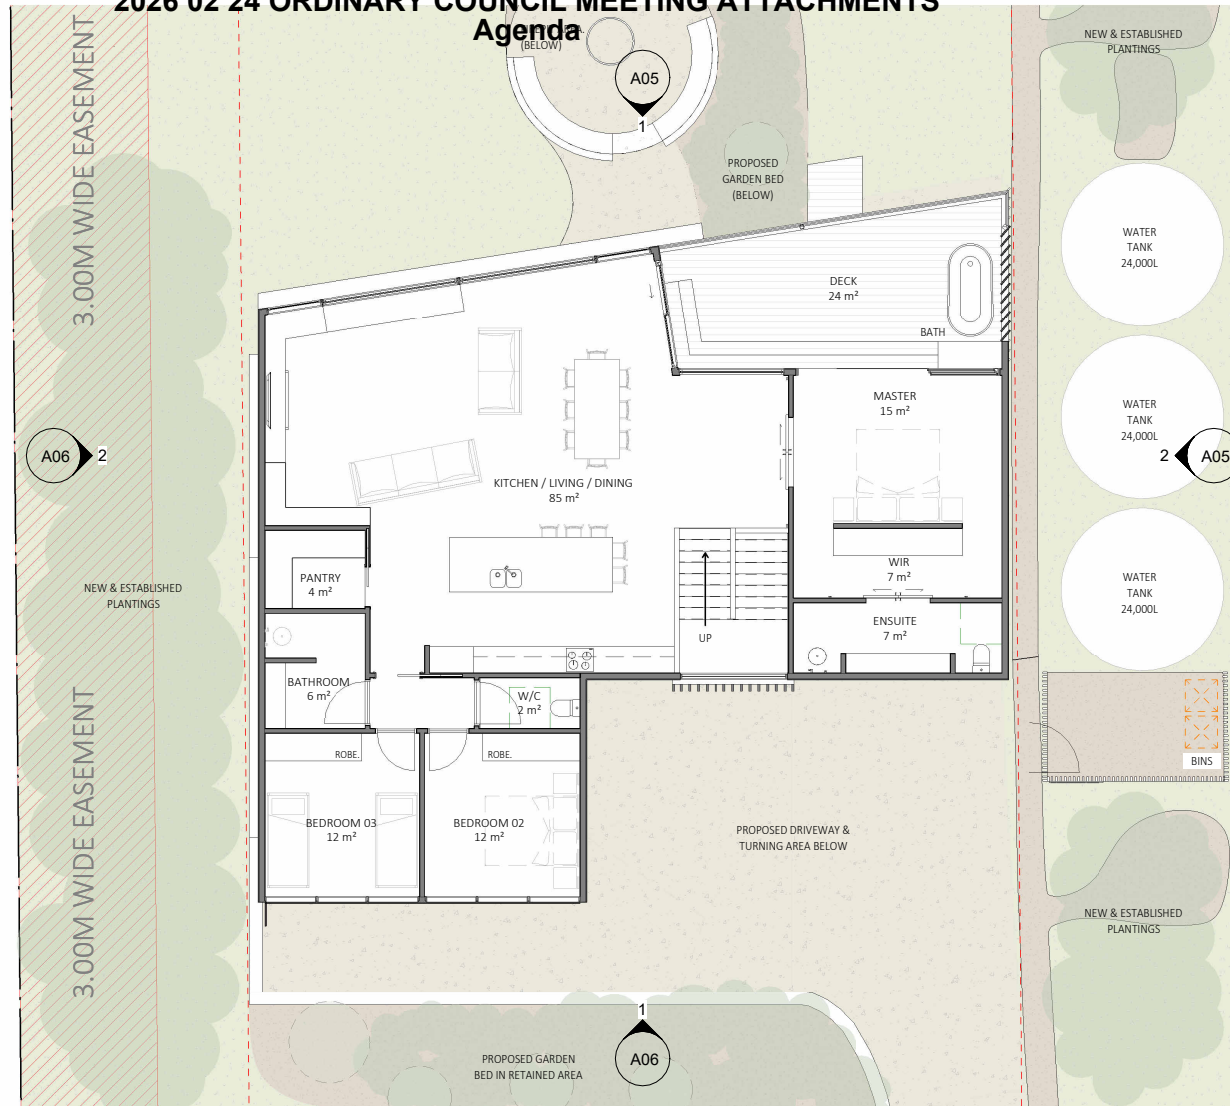 2026 02 24 ORDINARY COUNCIL MEETING ATTACHMENTS
Agenda
(BELOW)
A05
1
NEW & ESTABLISHED
PLANTINGS
3.00M WIDE EASEMENT
PROPOSED
GARDEN BED
(BELOW)
WATER
TANK
24,000L
DECK
24 m²
BATH
MASTER
15 m²
WATER
TANK
24,000L
A06
2
2
A05
KITCHEN / LIVING / DINING
85 m²
WIR
7 m²
PANTRY
4 m²
NEW & ESTABLISHED
PLANTINGS
WATER
TANK
24,000L
ENSUITE
7 m²
UP
BATHROOM
6 m²
W/C
2 m²
3.00M WIDE EASEMENT
ROBE.
ROBE.
BINS
BEDROOM 03
12 m²
BEDROOM 02
12 m²
PROPOSED DRIVEWAY &
TURNING AREA BELOW
NEW & ESTABLISHED
PLANTINGS
1
A06
PROPOSED GARDEN
BED IN RETAINED AREA